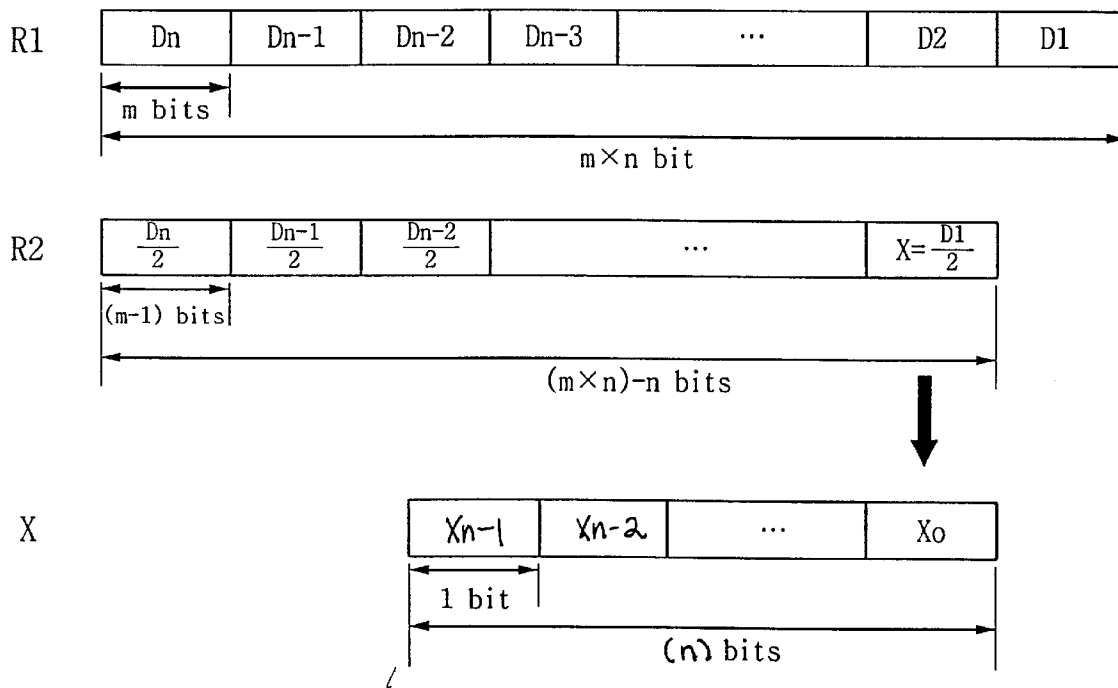 R1 Dn Dn-1 Dn-2 Dn-3 ... D2 D1
m bits
m×n bit
R2 Dn/2 Dn-1/2 Dn-2/2 ... X=D1/2
(m-1) bits
(m×n)-n bits
X Xn-1 Xn-2 ... Xo
1 bit
(n) bits